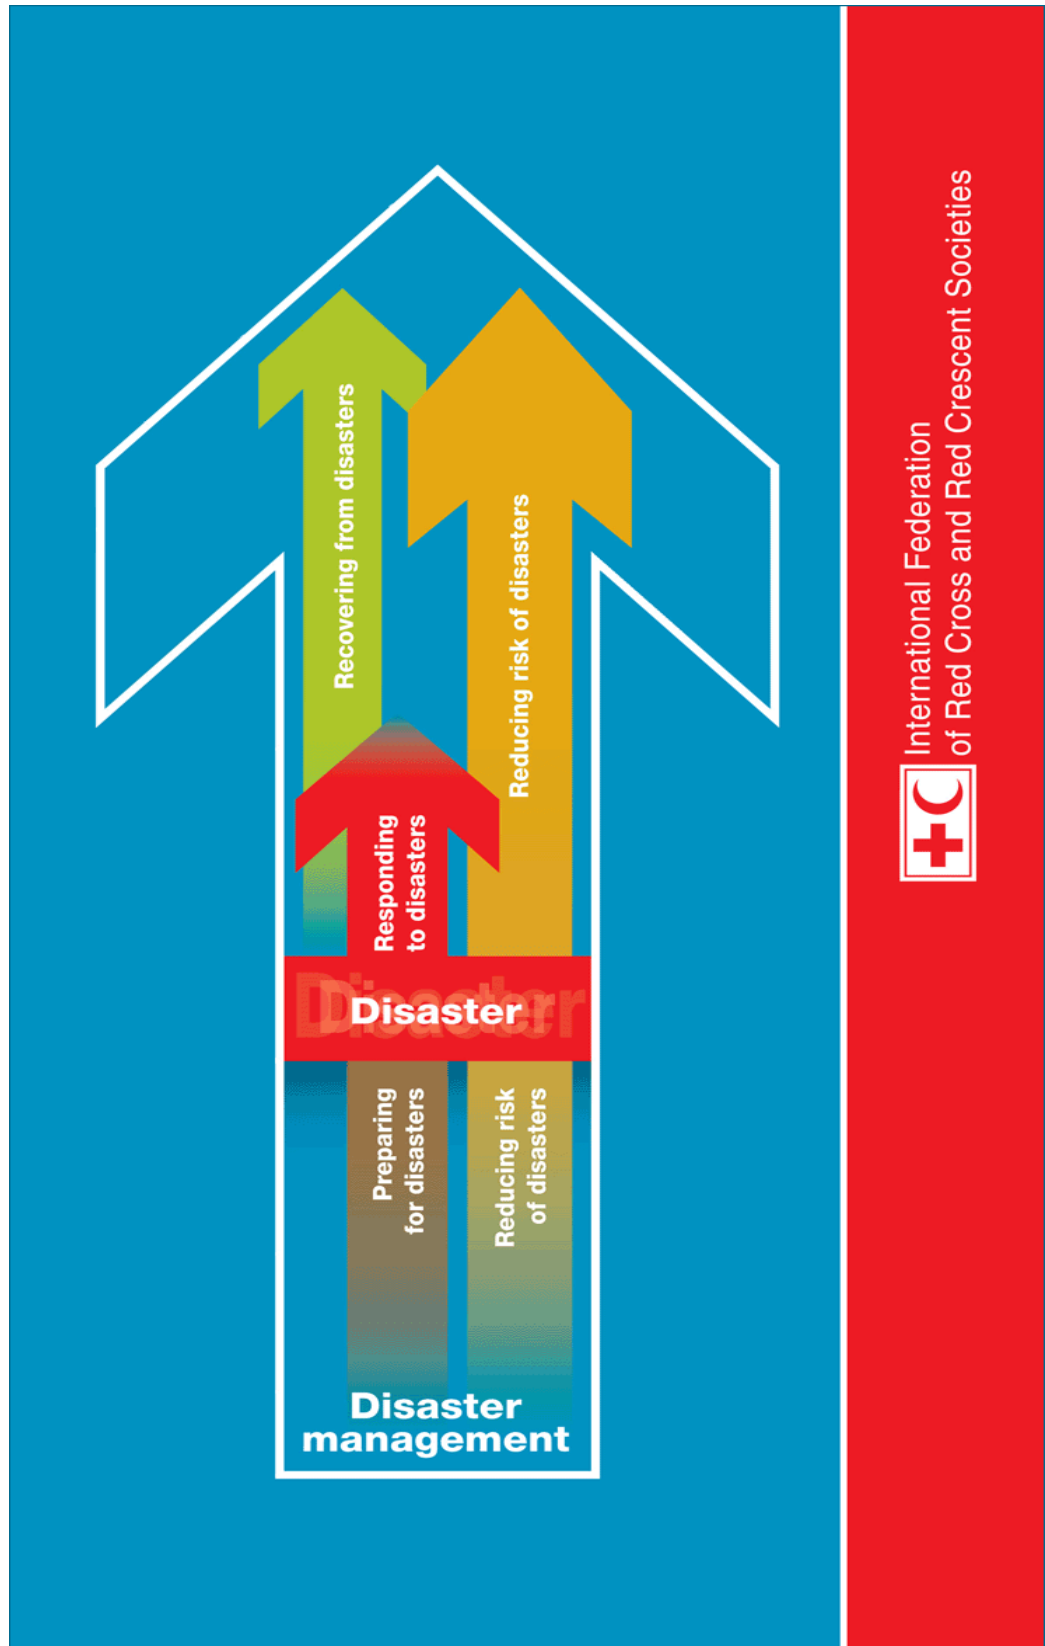 Recovering from disasters
Reducing risk of disasters
Responding
to disasters
Disaster
Preparing
for disasters
Reducing risk
of disasters
Disaster
management
International Federation
of Red Cross and Red Crescent Societies